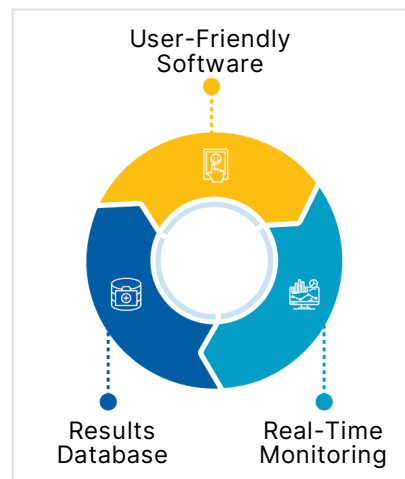 User-Friendly
Software
Results
Database
Real-Time
Monitoring